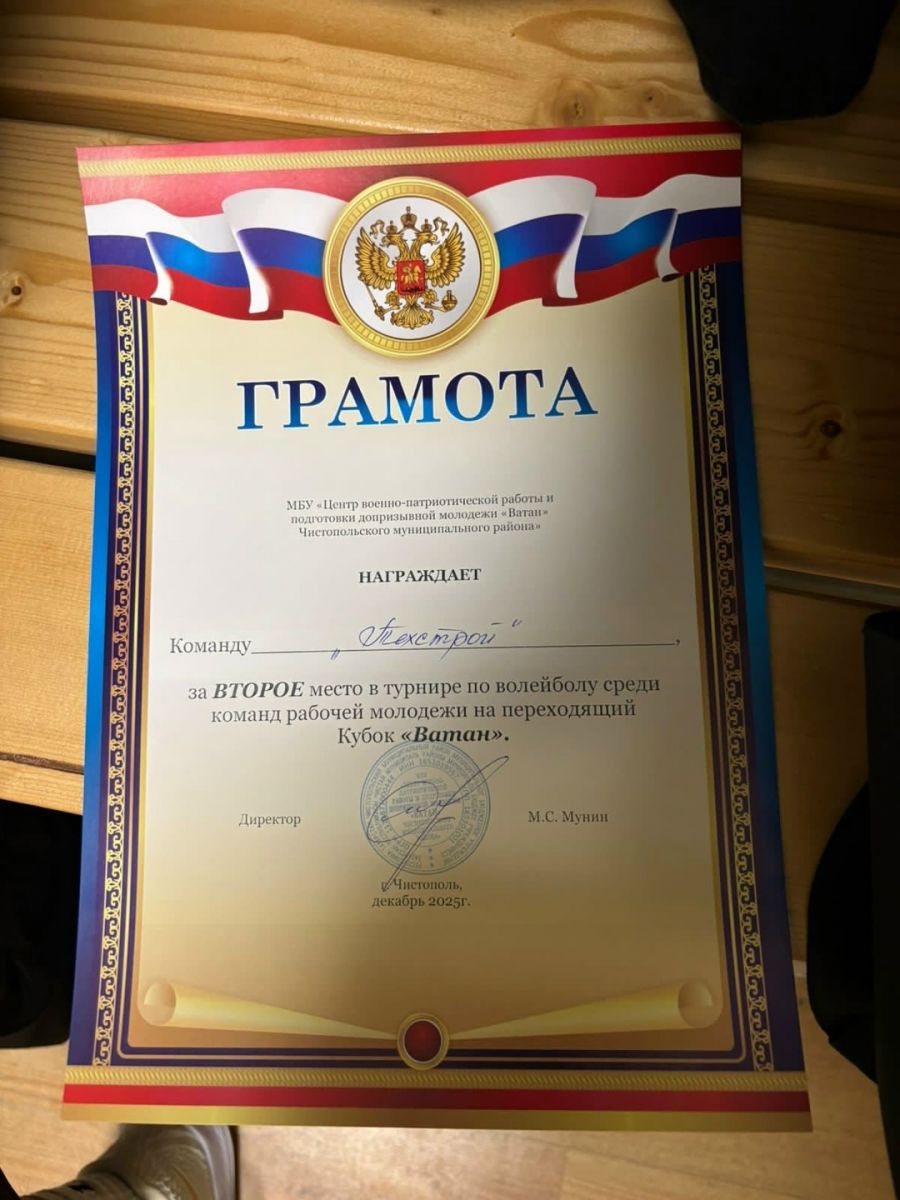 ГРАМОТА
МБУ «Центр военно-патриотической работы и
подготовки допризывной молодежи «Ватан»
Чистопольского муниципального района»
НАГРАЖДАЕТ
Команду „Техстрой“,
за ВТОРОЕ место в турнире по волейболу среди
команд рабочей молодежи на переходящий
Кубок «Ватан».
Директор М.С. Мунин
г. Чистополь,
декабрь 2025г.